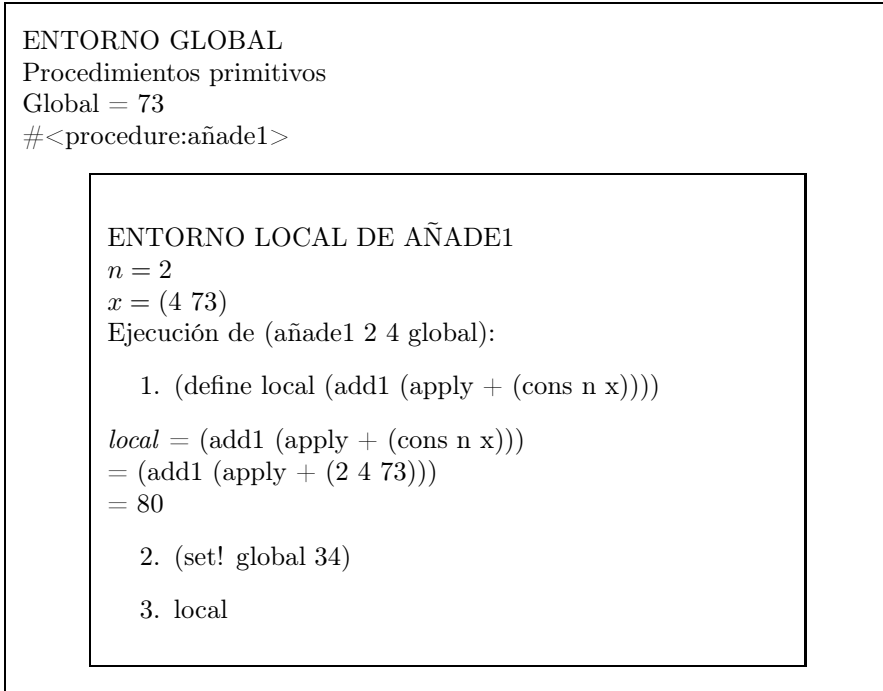 ENTORNO GLOBAL
Procedimientos primitivos
Global = 73
#<procedure:añade1>
ENTORNO LOCAL DE AÑADE1
n = 2
x = (4 73)
Ejecución de (añade1 2 4 global):
1. (define local (add1 (apply + (cons n x))))
local = (add1 (apply + (cons n x)))
= (add1 (apply + (2 4 73)))
= 80
2. (set! global 34)
3. local